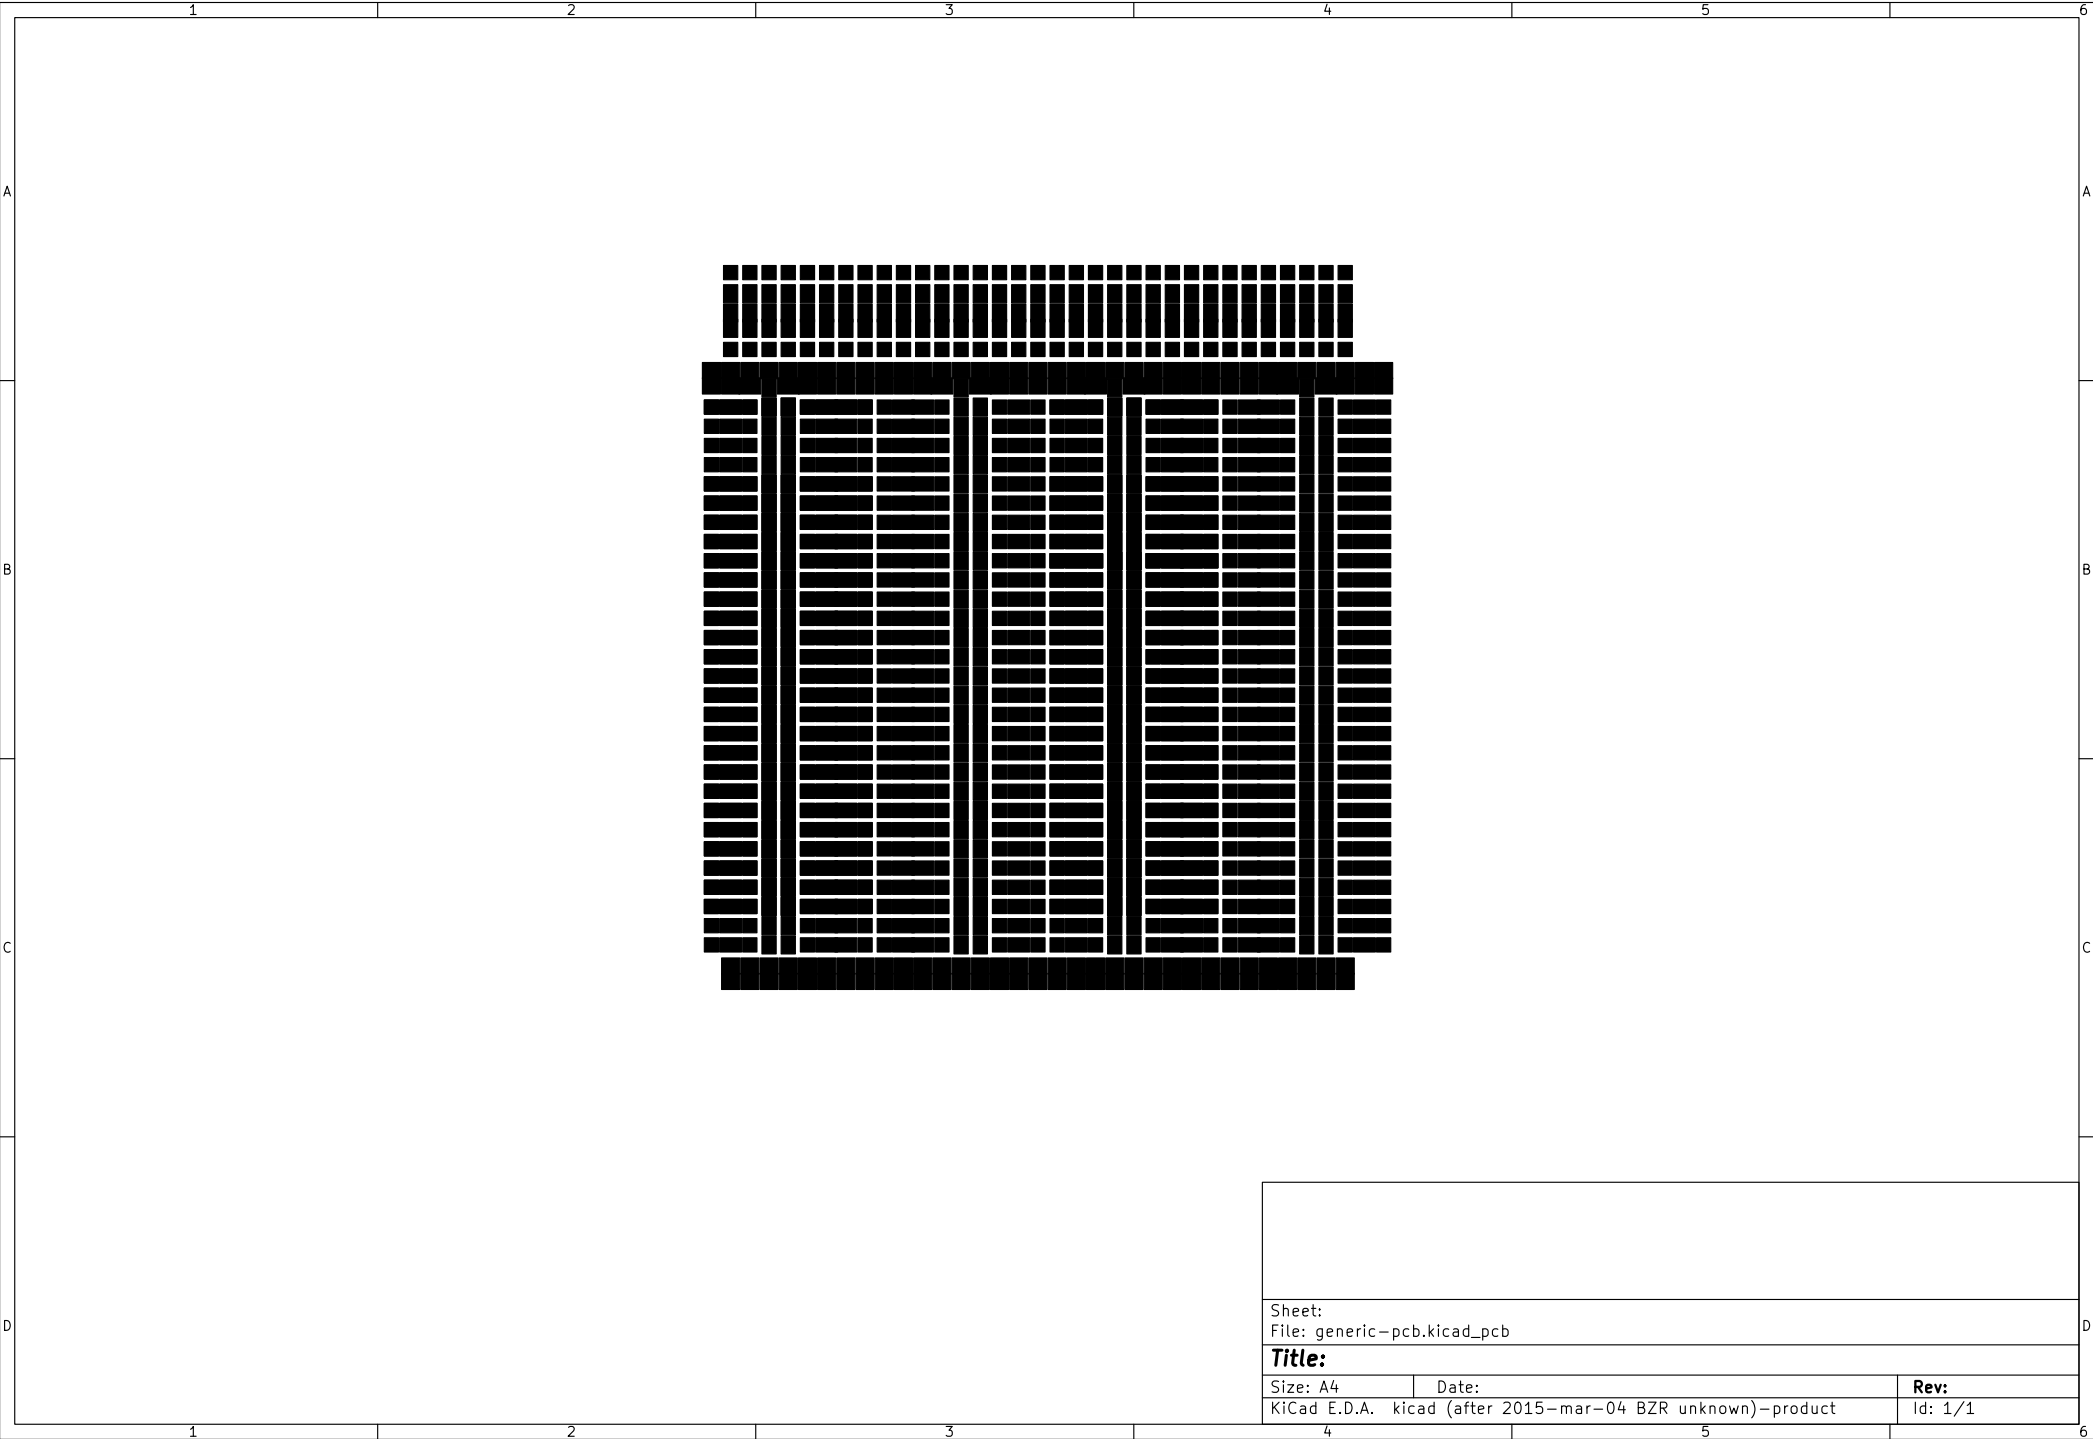 1 2 3 4 5 6
A A
B B
C C
D D
Sheet:
File: generic-pcb.kicad_pcb
Title:
Size: A4 Date: Rev:
KiCad E.D.A. kicad (after 2015-mar-04 BZR unknown)-product Id: 1/1
1 2 3 4 5 6